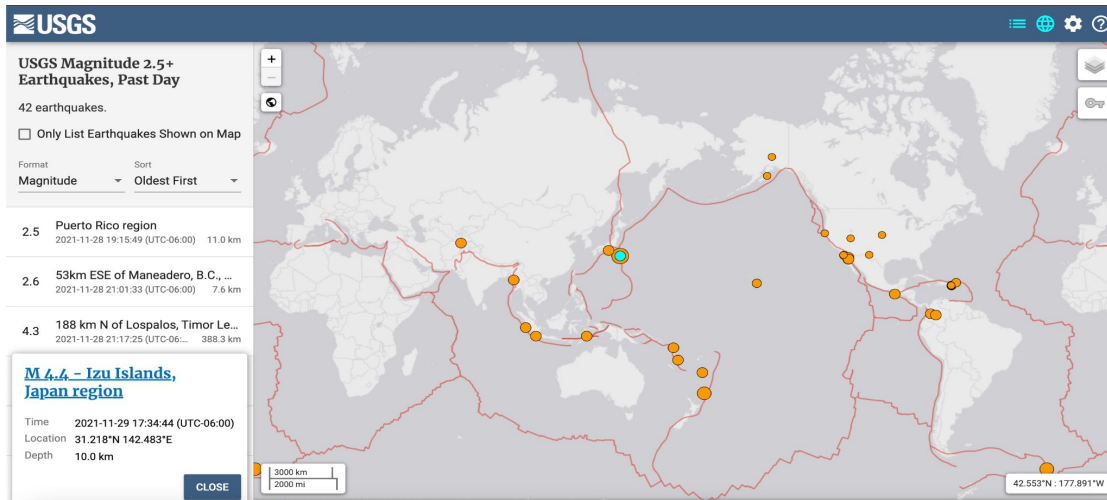 USGS
USGS Magnitude 2.5+
Earthquakes, Past Day
42 earthquakes.
Only List Earthquakes Shown on Map
Format
Magnitude
Sort
Oldest First
2.5
Puerto Rico region
2021-11-28 19:15:49 (UTC-06:00) 11.0 km
2.6
53km ESE of Maneadero, B.C., ...
2021-11-28 21:01:33 (UTC-06:00) 7.6 km
4.3
188 km N of Lospalos, Timor Le...
2021-11-28 21:17:25 (UTC-06:... 388.3 km
M 4.4 - Izu Islands,
Japan region
Time 2021-11-29 17:34:44 (UTC-06:00)
Location 31.218°N 142.483°E
Depth 10.0 km
CLOSE
+
−
3000 km
2000 mi
42.553°N : 177.891°W